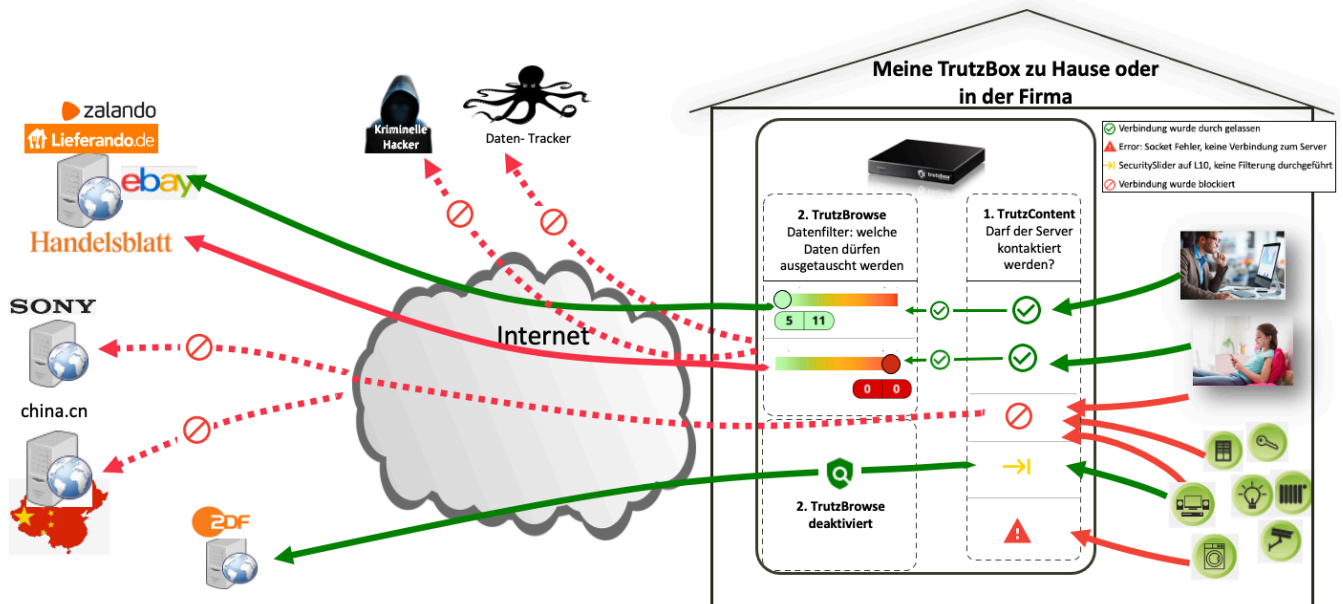 Meine TrutzBox zu Hause oder
in der Firma
Verbindung wurde durch gelassen
Error: Socket Fehler, keine Verbindung zum Server
SecuritySlider auf L10, keine Filterung durchgeführt
Verbindung wurde blockiert
zalando
Lieferando.de
ebay
Handelsblatt
Kriminelle
Hacker
Daten- Tracker
trutzbox
2. TrutzBrowse
Datenfilter: welche
Daten dürfen
ausgetauscht werden
1. TrutzContent
Darf der Server
kontaktiert
werden?
5 11
0 0
Internet
SONY
china.cn
2DF
2. TrutzBrowse
deaktiviert